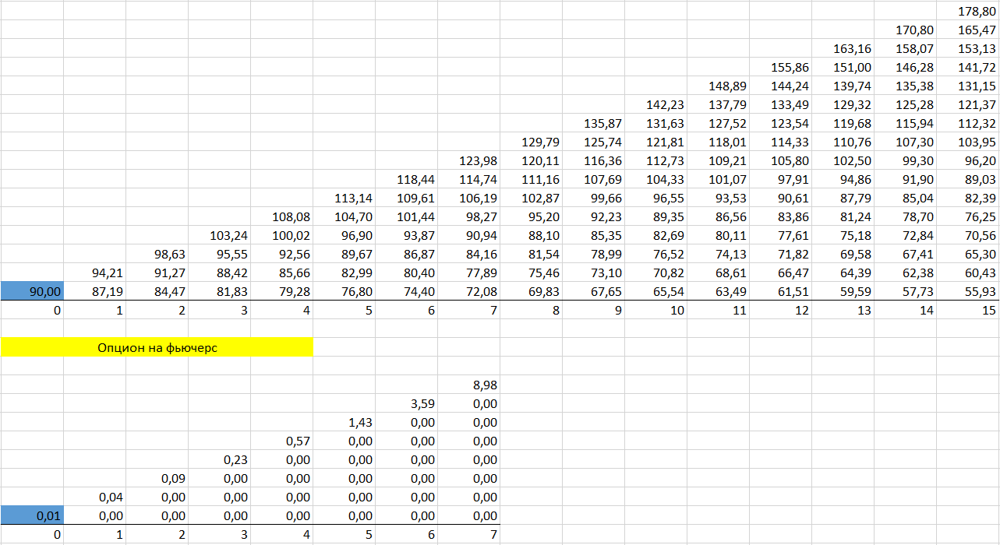 178,80
170,80 165,47
163,16 158,07 153,13
155,86 151,00 146,28 141,72
148,89 144,24 139,74 135,38 131,15
142,23 137,79 133,49 129,32 125,28 121,37
135,87 131,63 127,52 123,54 119,68 115,94 112,32
129,79 125,74 121,81 118,01 114,33 110,76 107,30 103,95
123,98 120,11 116,36 112,73 109,21 105,80 102,50 99,30 96,20
118,44 114,74 111,16 107,69 104,33 101,07 97,91 94,86 91,90 89,03
113,14 109,61 106,19 102,87 99,66 96,55 93,53 90,61 87,79 85,04 82,39
108,08 104,70 101,44 98,27 95,20 92,23 89,35 86,56 83,86 81,24 78,70 76,25
103,24 100,02 96,90 93,87 90,94 88,10 85,35 82,69 80,11 77,61 75,18 72,84 70,56
98,63 95,55 92,56 89,67 86,87 84,16 81,54 78,99 76,52 74,13 71,82 69,58 67,41 65,30
94,21 91,27 88,42 85,66 82,99 80,40 77,89 75,46 73,10 70,82 68,61 66,47 64,39 62,38 60,43
90,00 87,19 84,47 81,83 79,28 76,80 74,40 72,08 69,83 67,65 65,54 63,49 61,51 59,59 57,73 55,93
0 1 2 3 4 5 6 7 8 9 10 11 12 13 14 15
Опцион на фьючерс
8,98
3,59 0,00
1,43 0,00 0,00
0,57 0,00 0,00 0,00
0,23 0,00 0,00 0,00 0,00
0,09 0,00 0,00 0,00 0,00 0,00
0,04 0,00 0,00 0,00 0,00 0,00 0,00
0,01 0,00 0,00 0,00 0,00 0,00 0,00 0,00
0 1 2 3 4 5 6 7